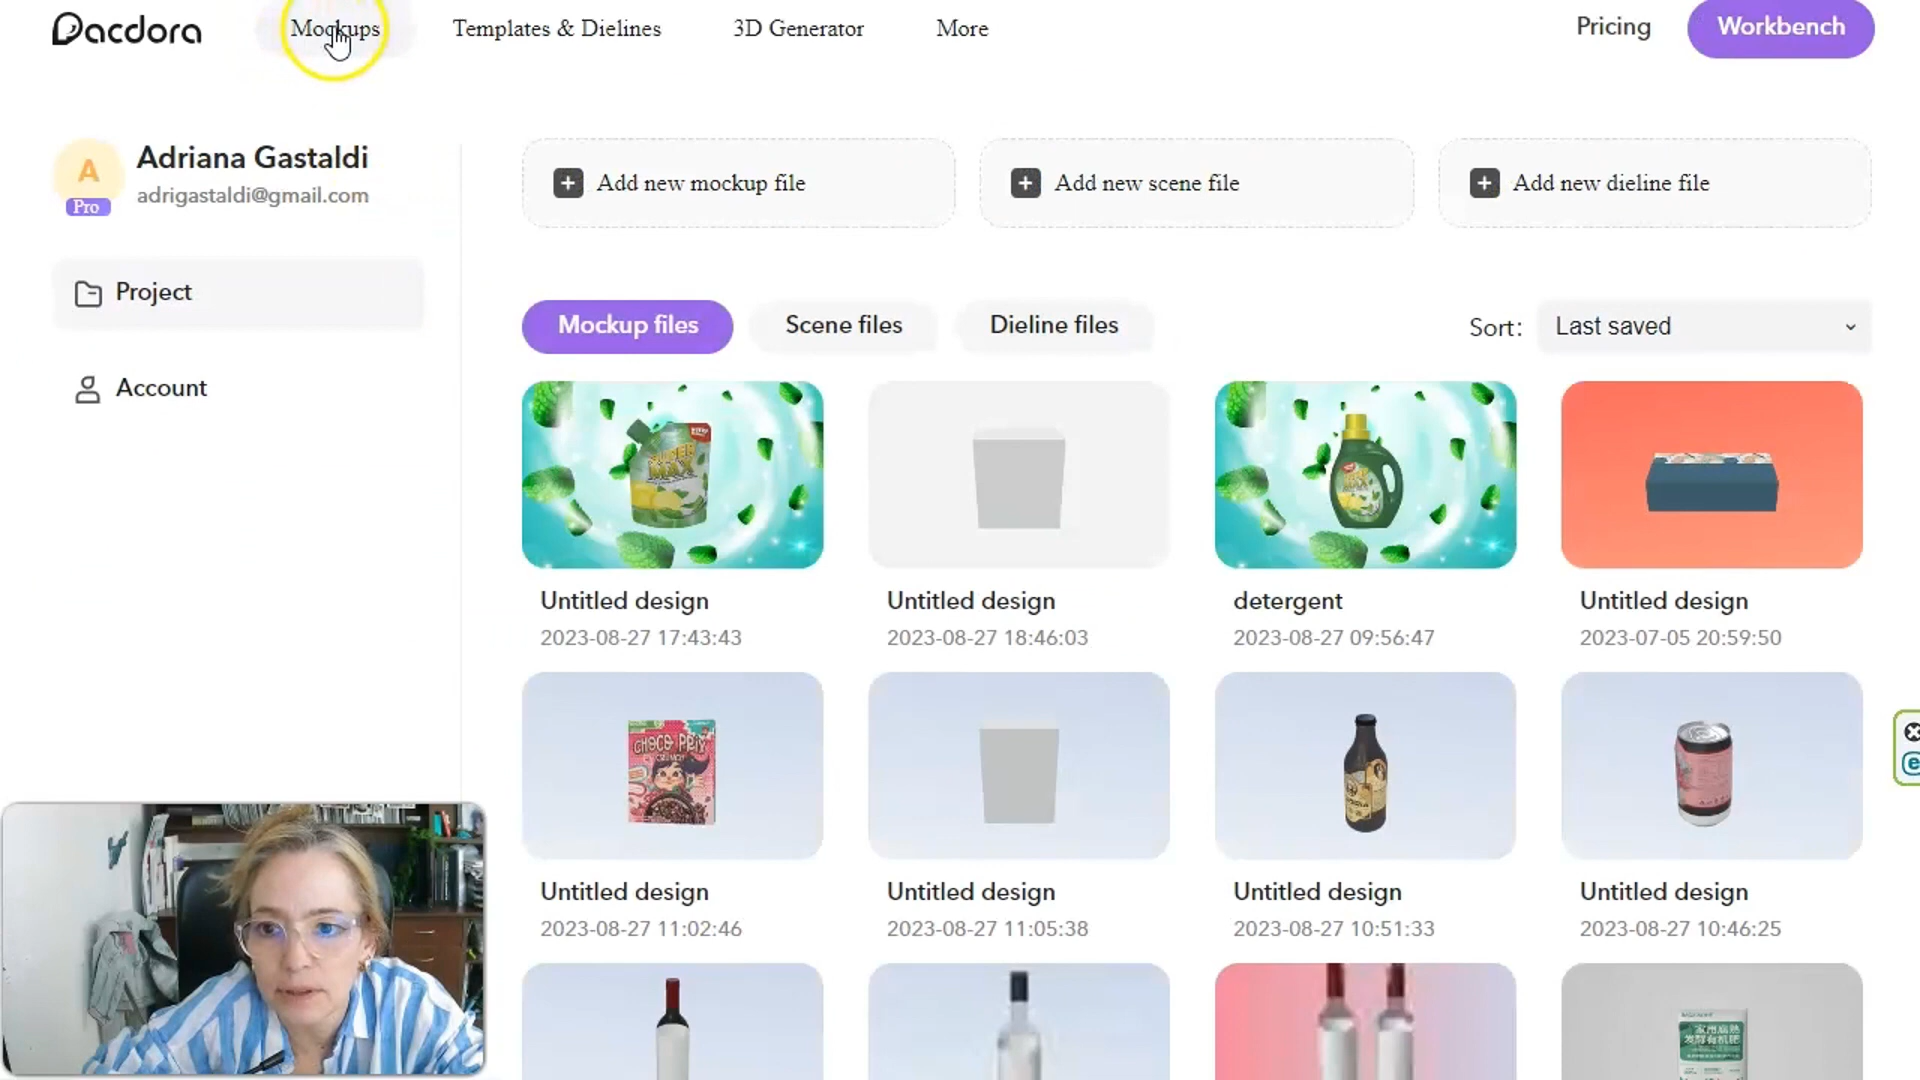 Pacdora
Mockups
Templates & Dielines
3D Generator
More
Pricing
Workbench
A
Pro
Adriana Gastaldi
adrigastaldi@gmail.com
Project
Account
Add new mockup file
Add new scene file
Add new dieline file
Mockup files
Scene files
Dieline files
Sort:
Last saved
MAX
MAX
Untitled design
2023-08-27 17:43:43
Untitled design
2023-08-27 18:46:03
detergent
2023-08-27 09:56:47
Untitled design
2023-07-05 20:59:50
CHOCO PRIX
Untitled design
2023-08-27 11:02:46
Untitled design
2023-08-27 11:05:38
Untitled design
2023-08-27 10:51:33
Untitled design
2023-08-27 10:46:25